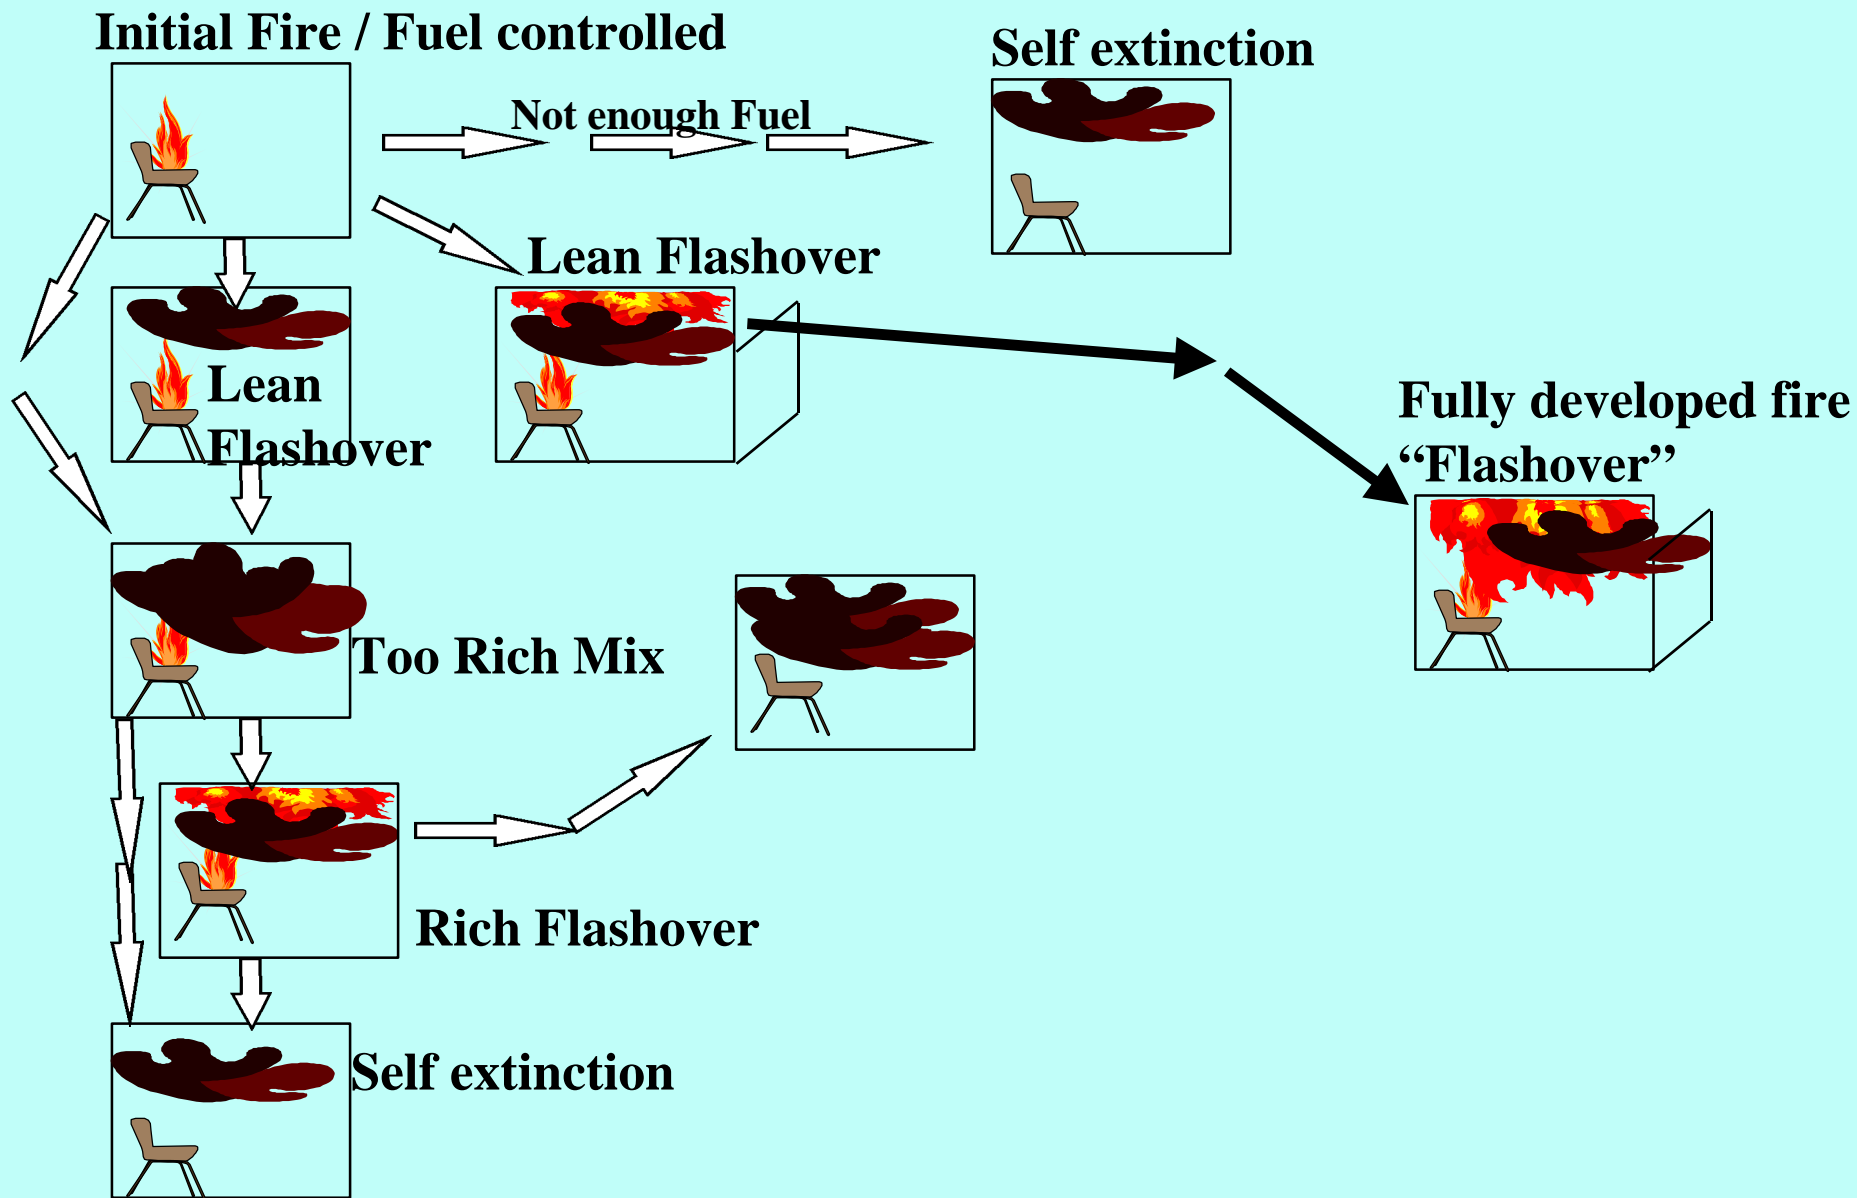 Initial Fire / Fuel controlled
Self extinction
Not enough Fuel
Lean Flashover
Lean
Flashover
Fully developed fire
“Flashover”
Too Rich Mix
Rich Flashover
Self extinction